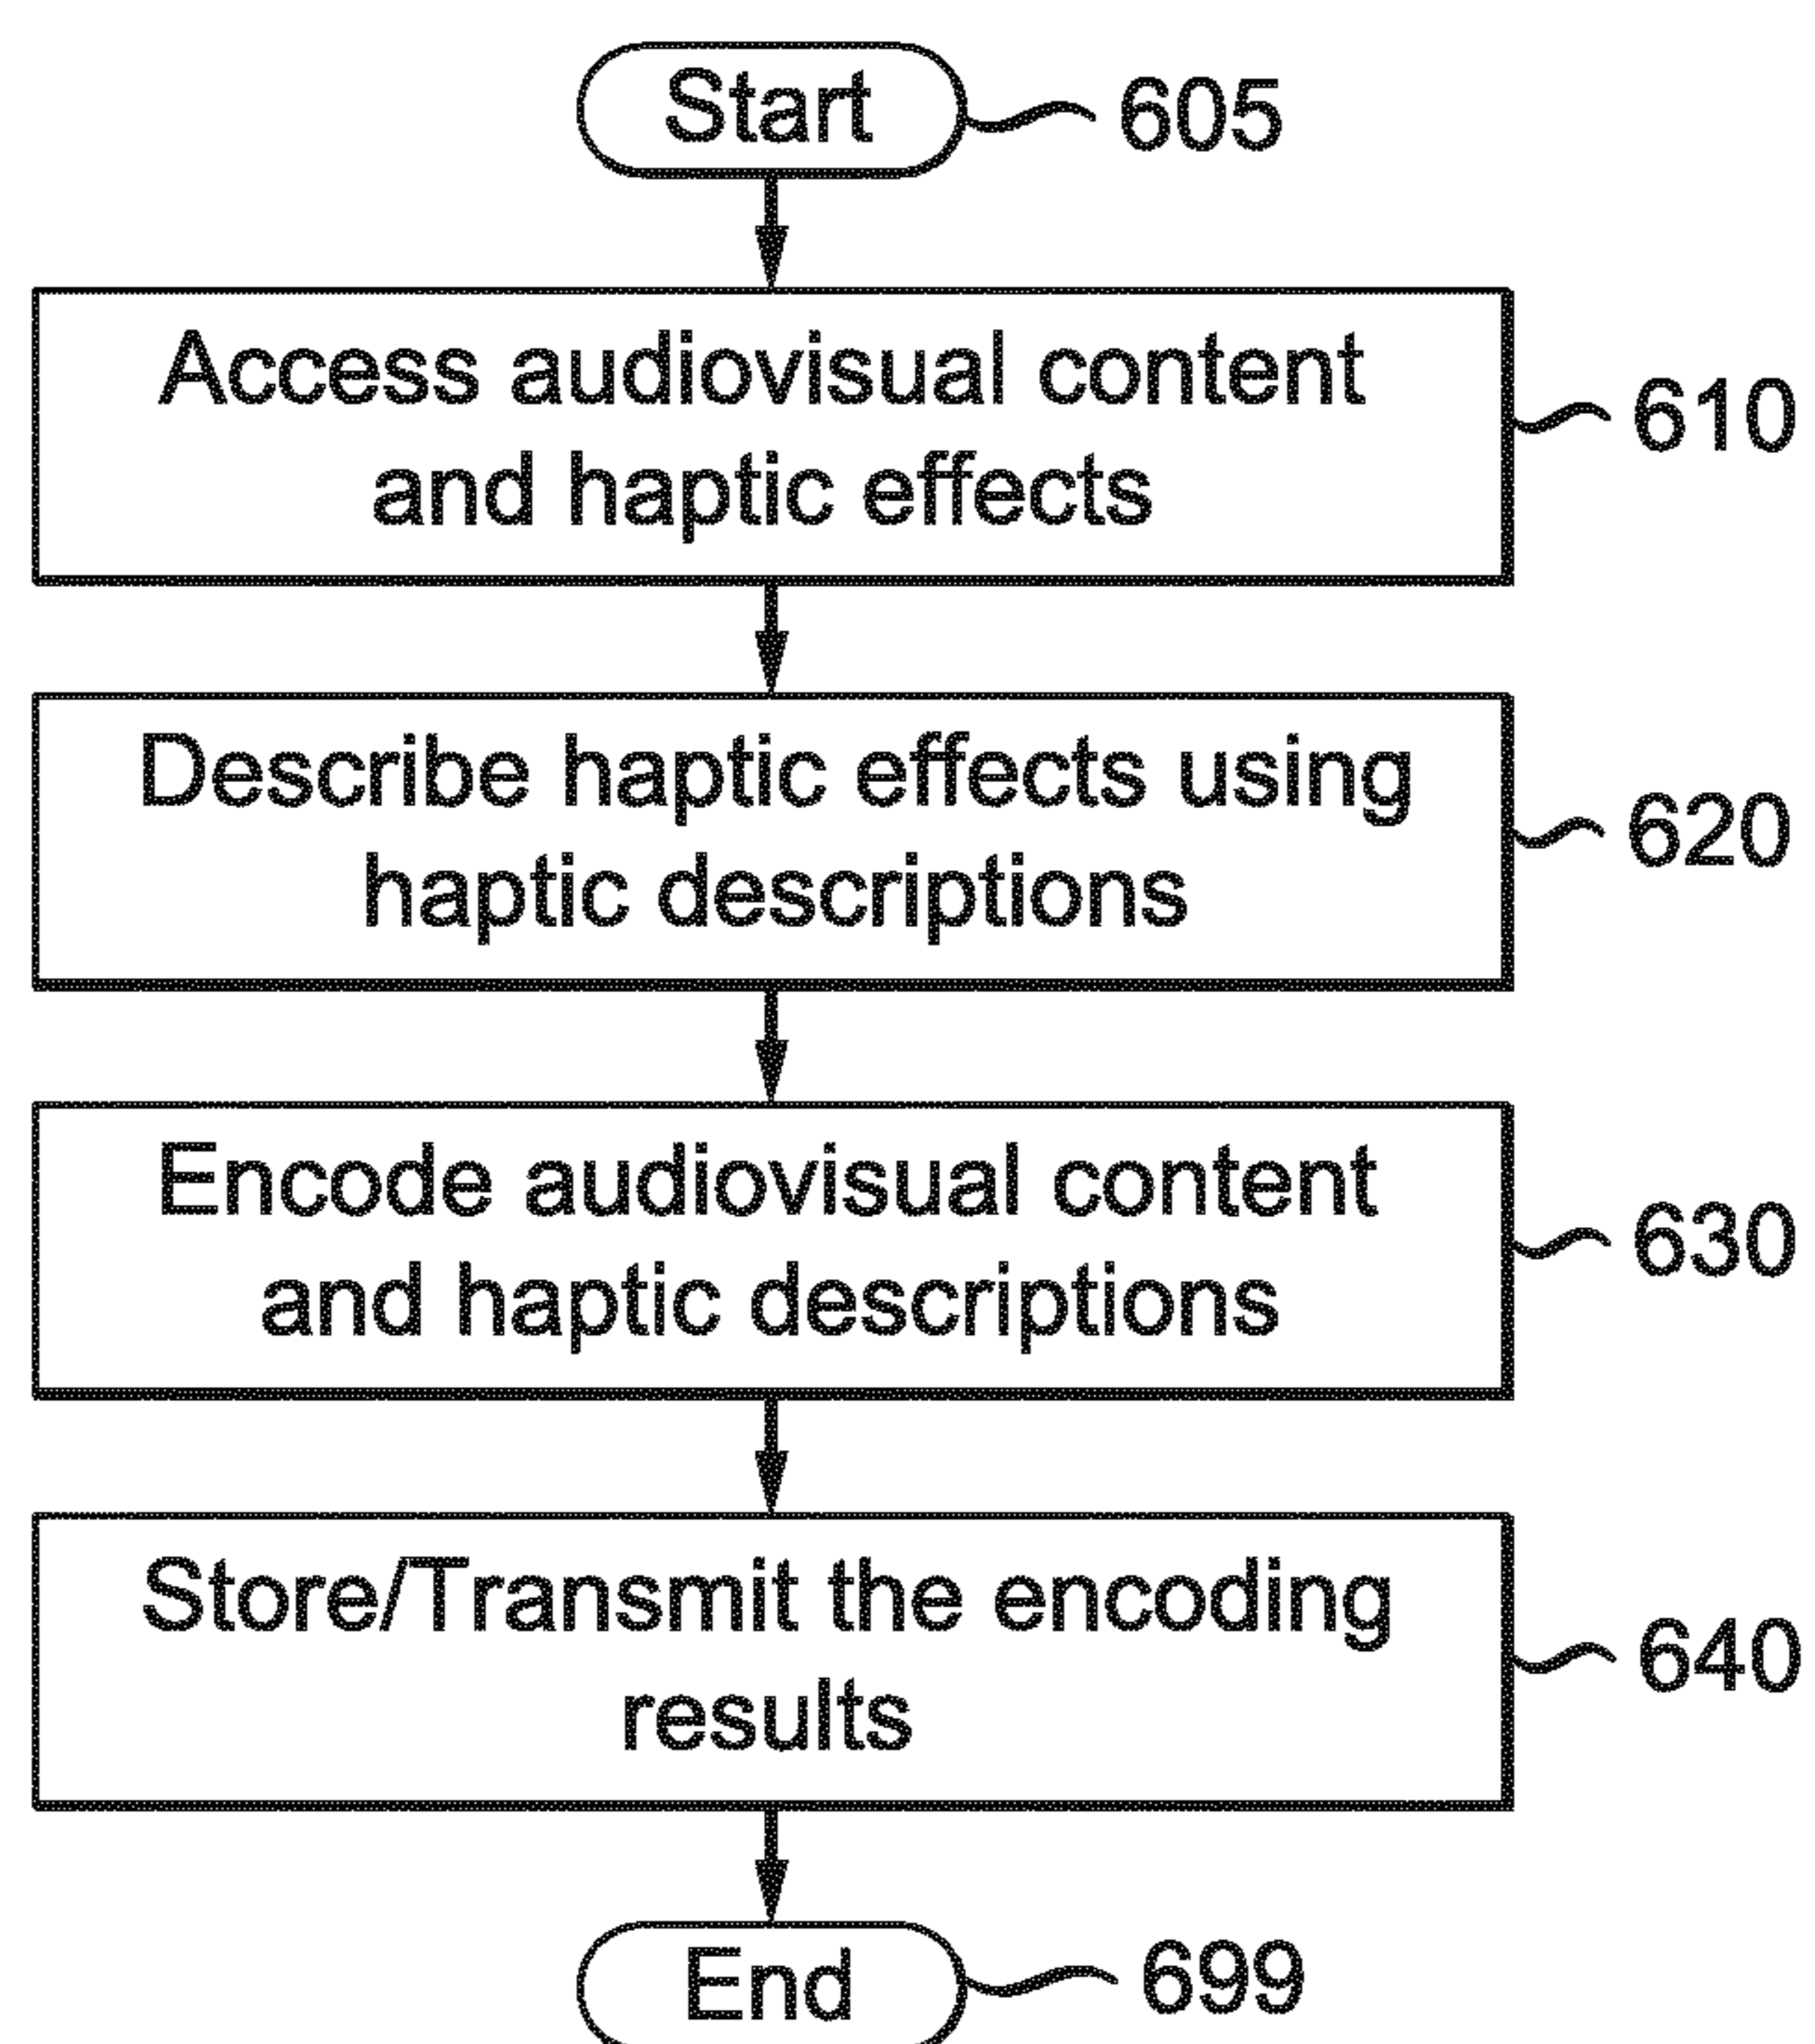 Start
605
Access audiovisual content
and haptic effects
610
Describe haptic effects using
haptic descriptions
620
Encode audiovisual content
and haptic descriptions
630
Store/Transmit the encoding
results
640
End
699